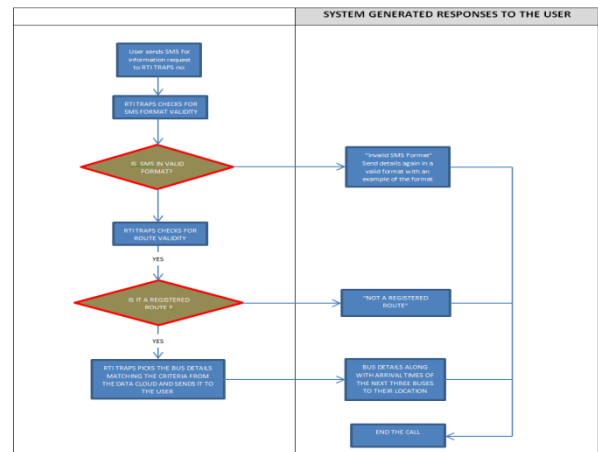 SYSTEM GENERATED RESPONSES TO THE USER
User sends SMS for
information request
to RTI TRAPS no.
RTI TRAPS CHECKS FOR
SMS FORMAT VALIDITY
IS SMS IN VALID
FORMAT?
"Invalid SMS Format"
Send details again in a
valid format with an
example of the format
RTI TRAPS CHECKS FOR
ROUTE VALIDITY
YES
IS IT A REGISTERED
ROUTE ?
"NOT A REGISTERED
ROUTE"
YES
RTI TRAPS PICKS THE BUS DETAILS
MATCHING THE CRITERIA FROM
THE DATA CLOUD AND SENDS IT TO
THE USER
BUS DETAILS ALONG
WITH ARRIVAL TIMES OF
THE NEXT THREE BUSES
TO THEIR LOCATION
END THE CALL